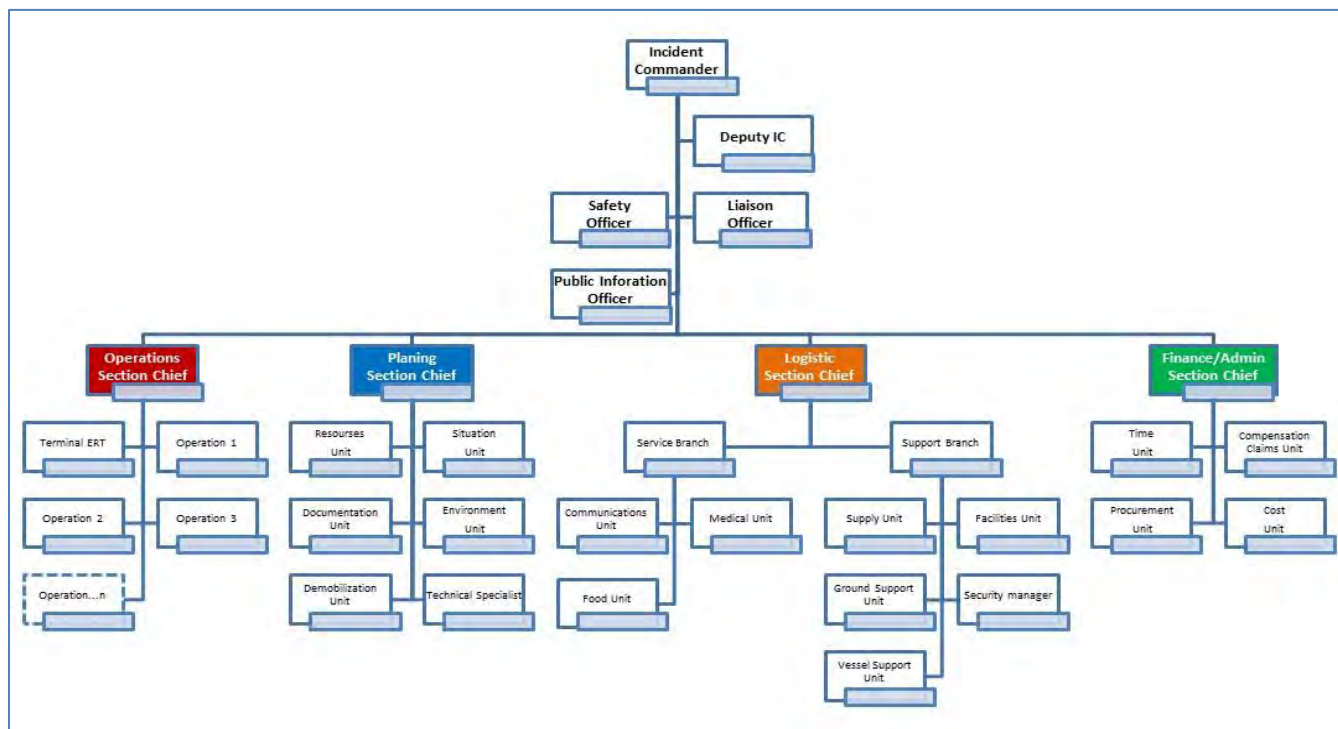 Incident
Commander
Deputy IC
Safety
Officer
Liaison
Officer
Public Inforation
Officer
Operations
Section Chief
Planing
Section Chief
Logistic
Section Chief
Finance/Admin
Section Chief
Terminal ERT
Operation 1
Resourses
Unit
Situation
Unit
Service Branch
Support Branch
Time
Unit
Compensation
Claims Unit
Operation 2
Operation 3
Documentation
Unit
Environment
Unit
Communications
Unit
Medical Unit
Supply Unit
Facilities Unit
Procurement
Unit
Cost
Unit
Operation...n
Demobilization
Unit
Technical Specialist
Food Unit
Ground Support
Unit
Security manager
Vessel Support
Unit